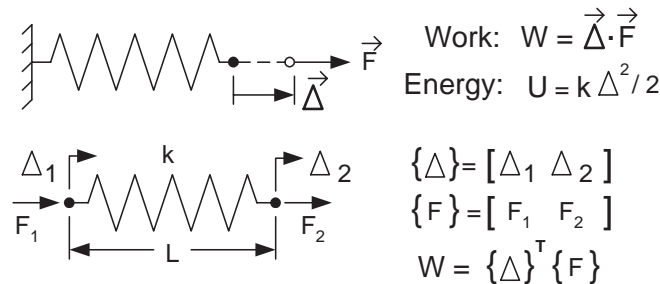 F⃗
Δ⃗
Work: W = Δ⃗ · F⃗
Energy: U = k Δ² / 2
Δ₁ k Δ₂
F₁ F₂
L
{Δ} = [ Δ₁ Δ₂ ]
{F} = [ F₁ F₂ ]
W = {Δ}ᵀ {F}